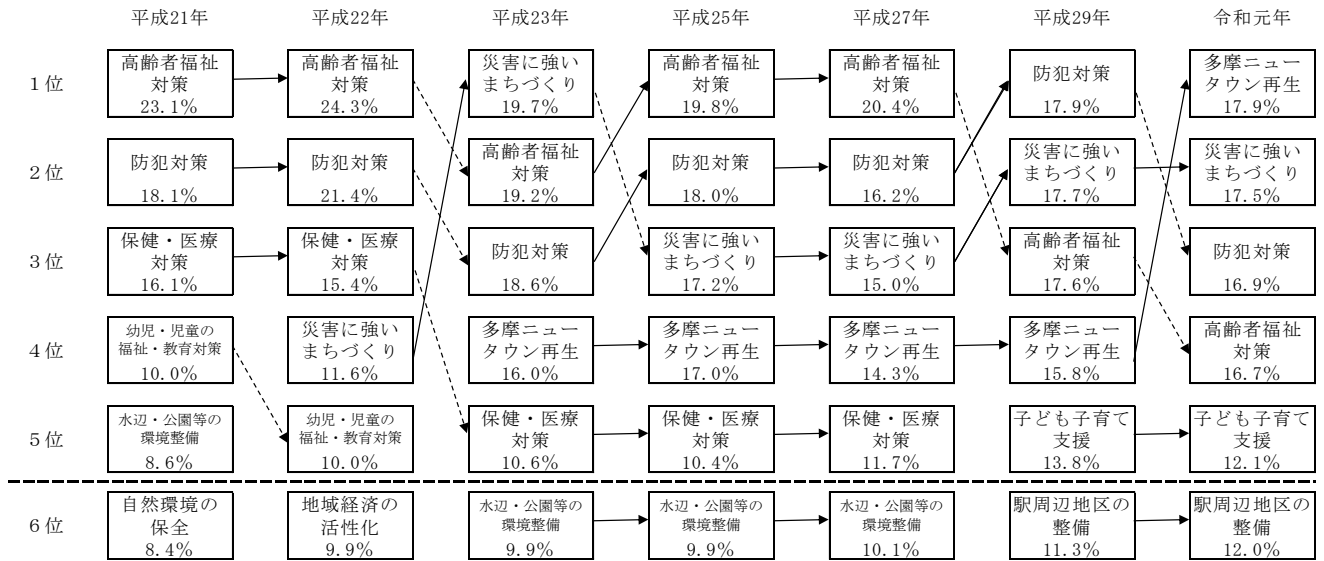 平成21年 平成22年 平成23年 平成25年 平成27年 平成29年 令和元年
1位
高齢者福祉
対策
23.1%
高齢者福祉
対策
24.3%
災害に強い
まちづくり
19.7%
高齢者福祉
対策
19.8%
高齢者福祉
対策
20.4%
防犯対策
17.9%
多摩ニュー
タウン再生
17.9%
2位
防犯対策
18.1%
防犯対策
21.4%
高齢者福祉
対策
19.2%
防犯対策
18.0%
防犯対策
16.2%
災害に強い
まちづくり
17.7%
災害に強い
まちづくり
17.5%
3位
保健・医療
対策
16.1%
保健・医療
対策
15.4%
防犯対策
18.6%
災害に強い
まちづくり
17.2%
災害に強い
まちづくり
15.0%
高齢者福祉
対策
17.6%
防犯対策
16.9%
4位
幼児・児童の
福祉・教育対策
10.0%
災害に強い
まちづくり
11.6%
多摩ニュー
タウン再生
16.0%
多摩ニュー
タウン再生
17.0%
多摩ニュー
タウン再生
14.3%
多摩ニュー
タウン再生
15.8%
高齢者福祉
対策
16.7%
5位
水辺・公園等の
環境整備
8.6%
幼児・児童の
福祉・教育対策
10.0%
保健・医療
対策
10.6%
保健・医療
対策
10.4%
保健・医療
対策
11.7%
子ども子育て
支援
13.8%
子ども子育て
支援
12.1%
6位
自然環境の
保全
8.4%
地域経済の
活性化
9.9%
水辺・公園等の
環境整備
9.9%
水辺・公園等の
環境整備
9.9%
水辺・公園等の
環境整備
10.1%
駅周辺地区の
整備
11.3%
駅周辺地区の
整備
12.0%